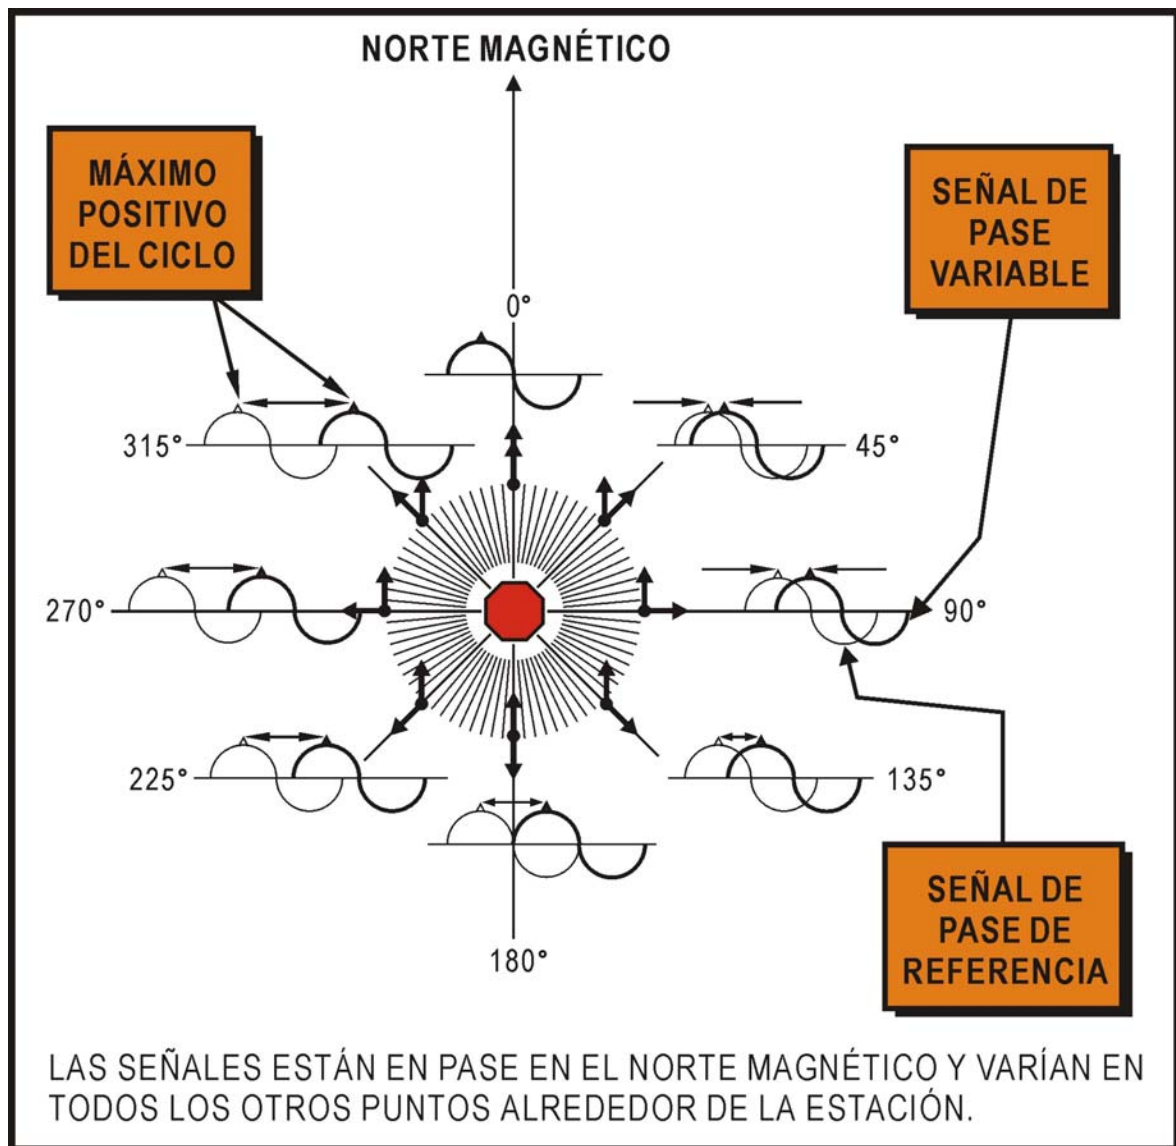 NORTE MAGNÉTICO
MÁXIMO
POSITIVO
DEL CICLO
SEÑAL DE
PASE
VARIABLE
0°
315°
45°
270°
90°
225°
135°
180°
SEÑAL DE
PASE DE
REFERENCIA
LAS SEÑALES ESTÁN EN PASE EN EL NORTE MAGNÉTICO Y VARÍAN EN
TODOS LOS OTROS PUNTOS ALREDEDOR DE LA ESTACIÓN.